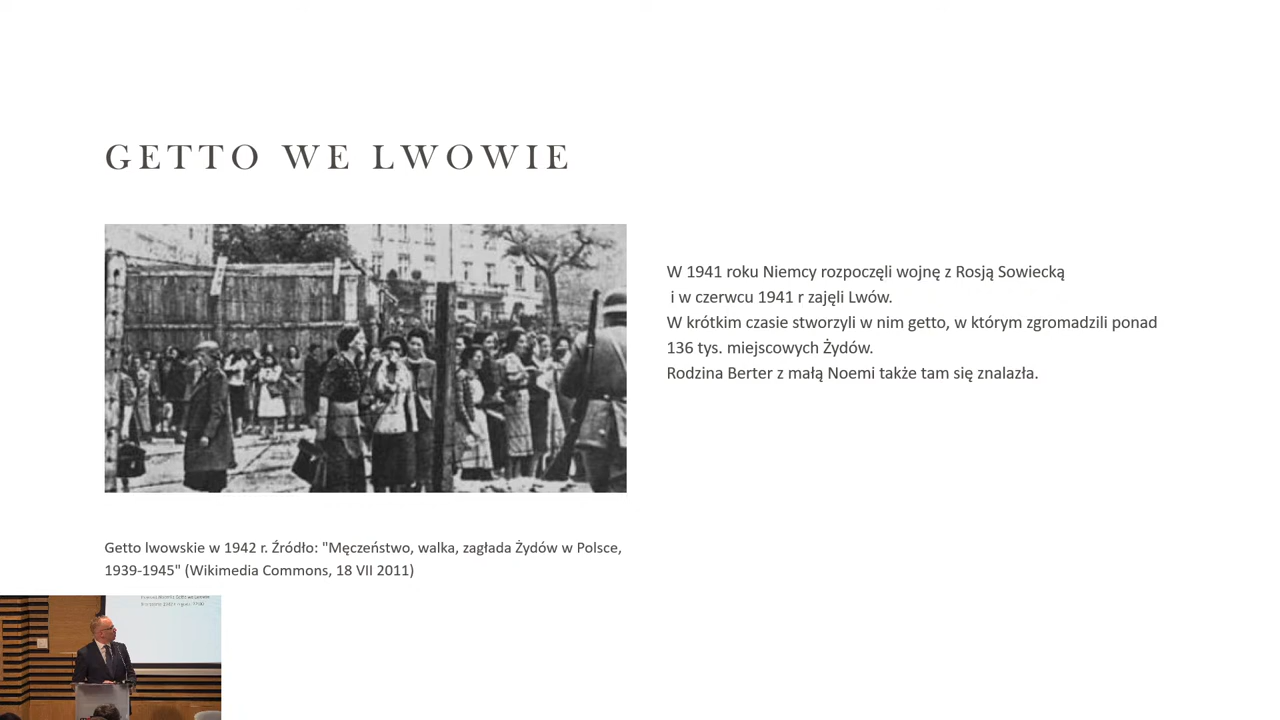 GETTO WE LWOWIE
W 1941 roku Niemcy rozpoczęli wojnę z Rosją Sowiecką
i w czerwcu 1941 r zajęli Lwów.
W krótkim czasie stworzyli w nim getto, w którym zgromadzili ponad
136 tys. miejscowych Żydów.
Rodzina Berter z małą Noemi także tam się znalazła.
Getto lwowskie w 1942 r. Źródło: "Męczeństwo, walka, zagłada Żydów w Polsce,
1939-1945" (Wikimedia Commons, 18 VII 2011)